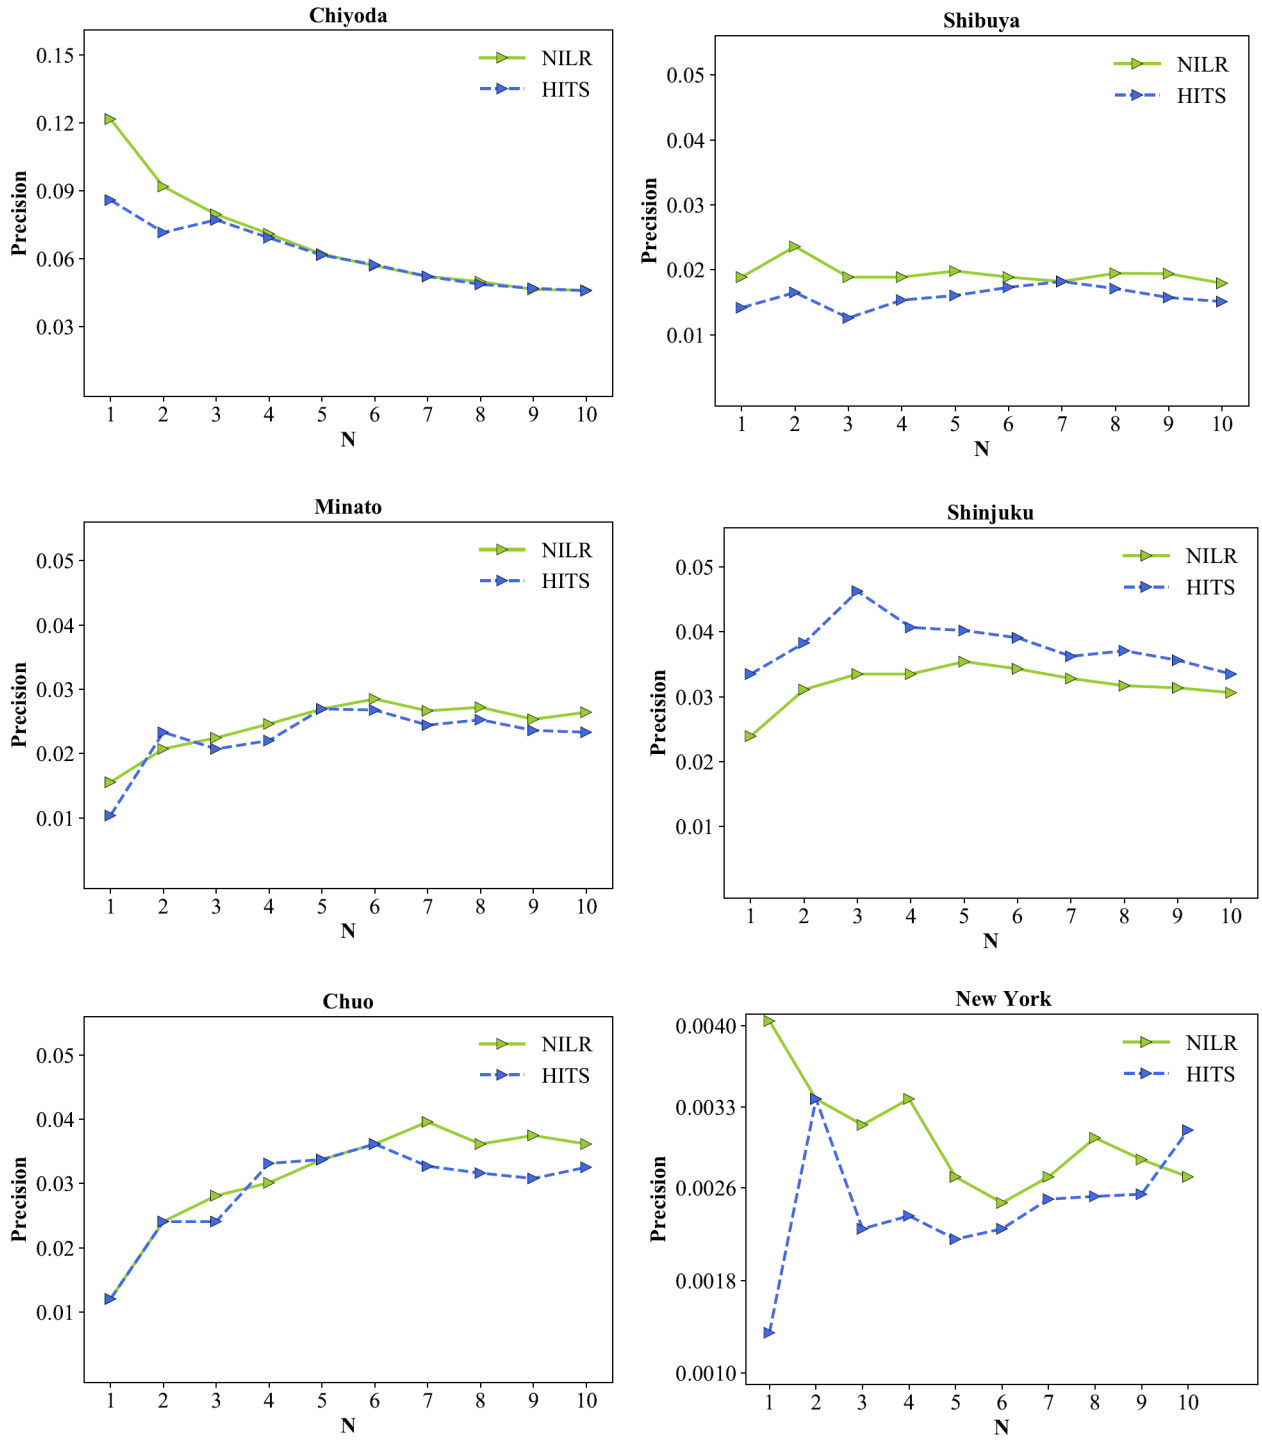 Chiyoda
0.15
0.12
0.09
0.06
0.03
Precision
NILR
HITS
1 2 3 4 5 6 7 8 9 10
N
Shibuya
0.05
0.04
0.03
0.02
0.01
Precision
NILR
HITS
1 2 3 4 5 6 7 8 9 10
N
Minato
0.05
0.04
0.03
0.02
0.01
Precision
NILR
HITS
1 2 3 4 5 6 7 8 9 10
N
Shinjuku
0.05
0.04
0.03
0.02
0.01
Precision
NILR
HITS
1 2 3 4 5 6 7 8 9 10
N
Chuo
0.05
0.04
0.03
0.02
0.01
Precision
NILR
HITS
1 2 3 4 5 6 7 8 9 10
N
New York
0.0040
0.0033
0.0026
0.0018
0.0010
Precision
NILR
HITS
1 2 3 4 5 6 7 8 9 10
N